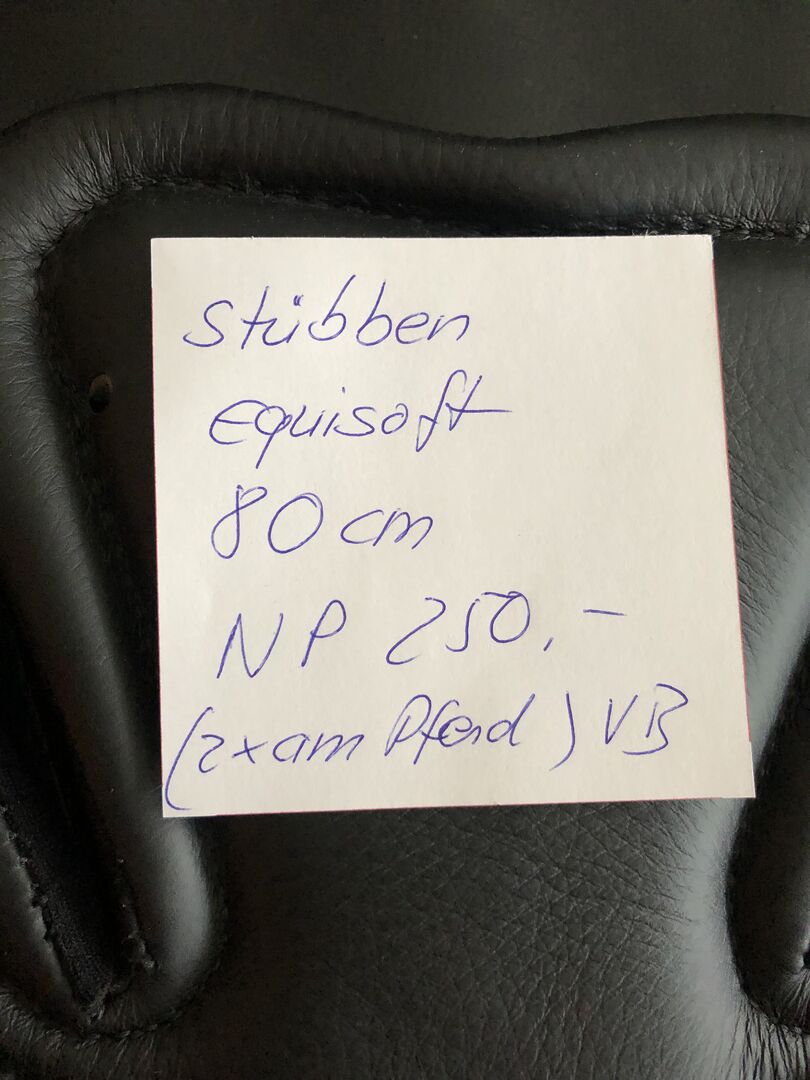 Stübben
equisoft
80 cm
NP 250,-
(2x am Pferd) VB